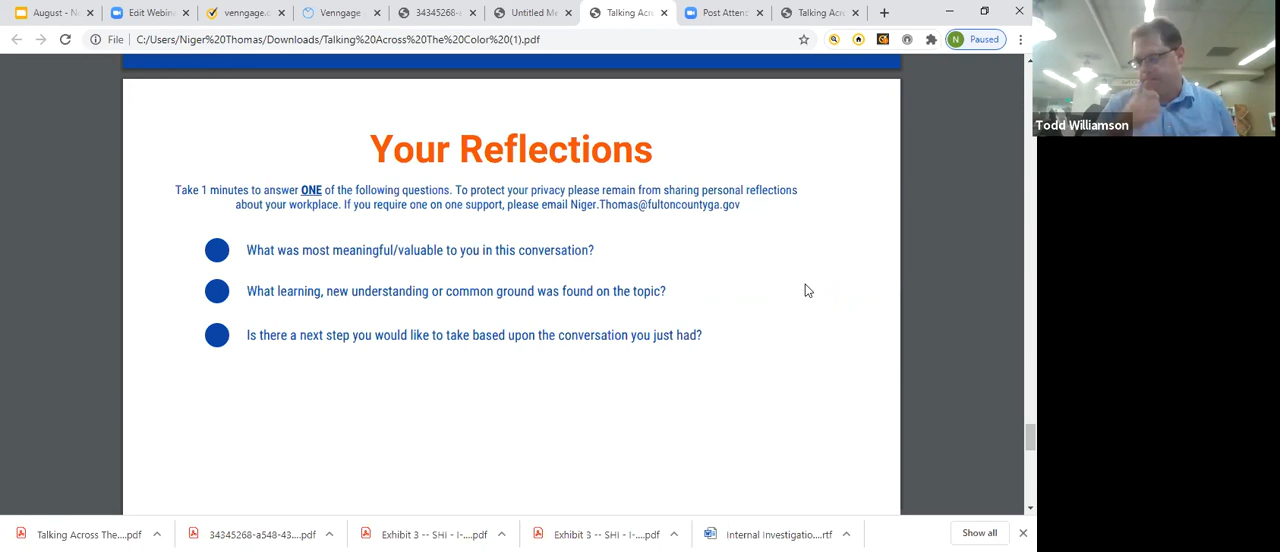 August - N
Edit Webine
venngage.c
Venngage
34345268-
Untitled Me
Talking Acr
Post Attend
Talking Acr
File
C:/Users/Niger%20Thomas/Downloads/Talking%20Across%20The%20Color%20(1).pdf
N Paused
Todd Williamson
Your Reflections
Take 1 minutes to answer ONE of the following questions. To protect your privacy please remain from sharing personal reflections
about your workplace. If you require one on one support, please email Niger.Thomas@fultoncountyga.gov
What was most meaningful/valuable to you in this conversation?
What learning, new understanding or common ground was found on the topic?
Is there a next step you would like to take based upon the conversation you just had?
Talking Across The....pdf
34345268-a548-43....pdf
Exhibit 3 -- SHI - I-....pdf
Exhibit 3 -- SHI - I-....pdf
Internal Investigatio....rtf
Show all